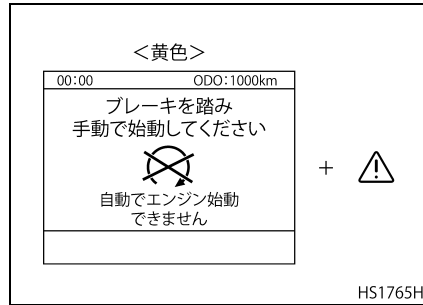 ＜黄色＞
00:00 ODO:1000km
ブレーキを踏み
手動で始動してください
自動でエンジン始動
できません
+
HS1765H